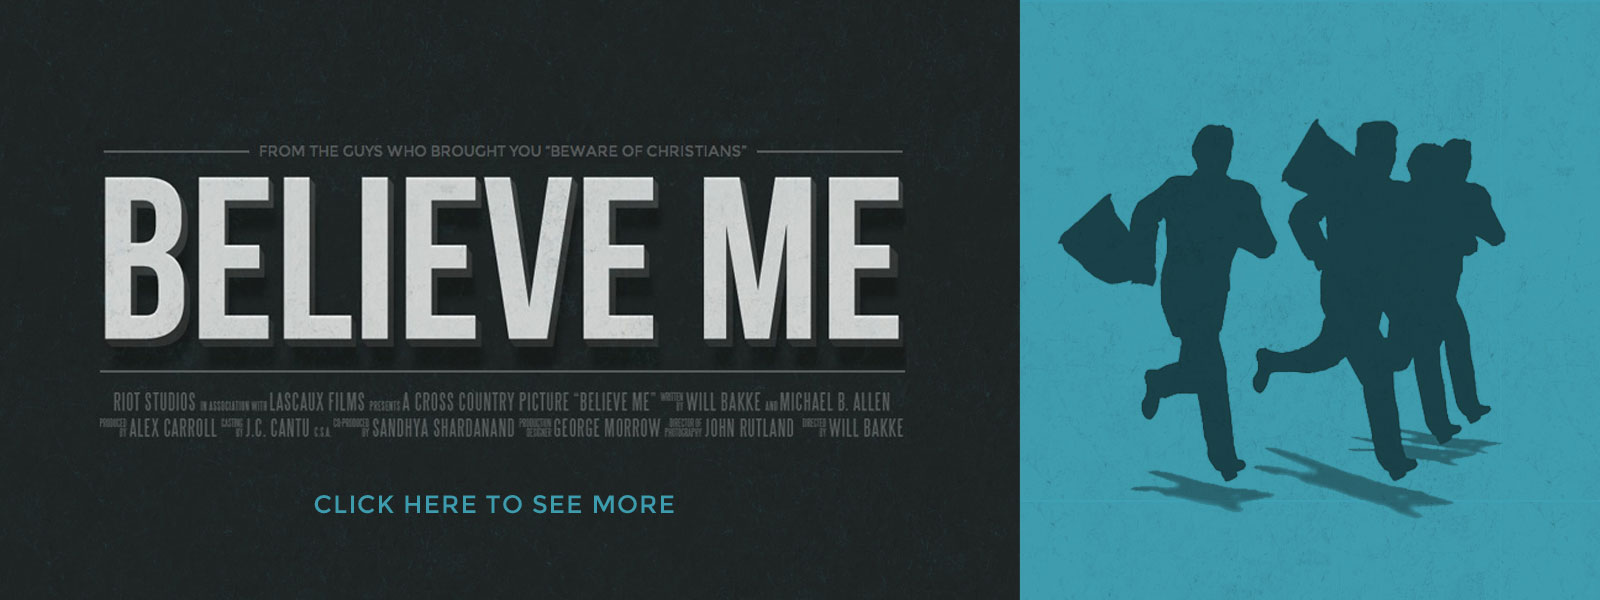 FROM THE GUYS WHO BROUGHT YOU "BEWARE OF CHRISTIANS"
BELIEVE ME
RIOT STUDIOS IN ASSOCIATION WITH LASCAUX FILMS PRESENTS A CROSS COUNTRY PICTURE "BELIEVE ME" WRITTEN BY WILL BAKKE AND MICHAEL B. ALLEN
PRODUCED BY ALEX CARROLL CASTING BY J.C. CANTU C.S.A. CO-PRODUCED BY SANDHYA SHARDANAND PRODUCTION DESIGNER GEORGE MORROW DIRECTOR OF PHOTOGRAPHY JOHN RUTLAND DIRECTED BY WILL BAKKE
CLICK HERE TO SEE MORE